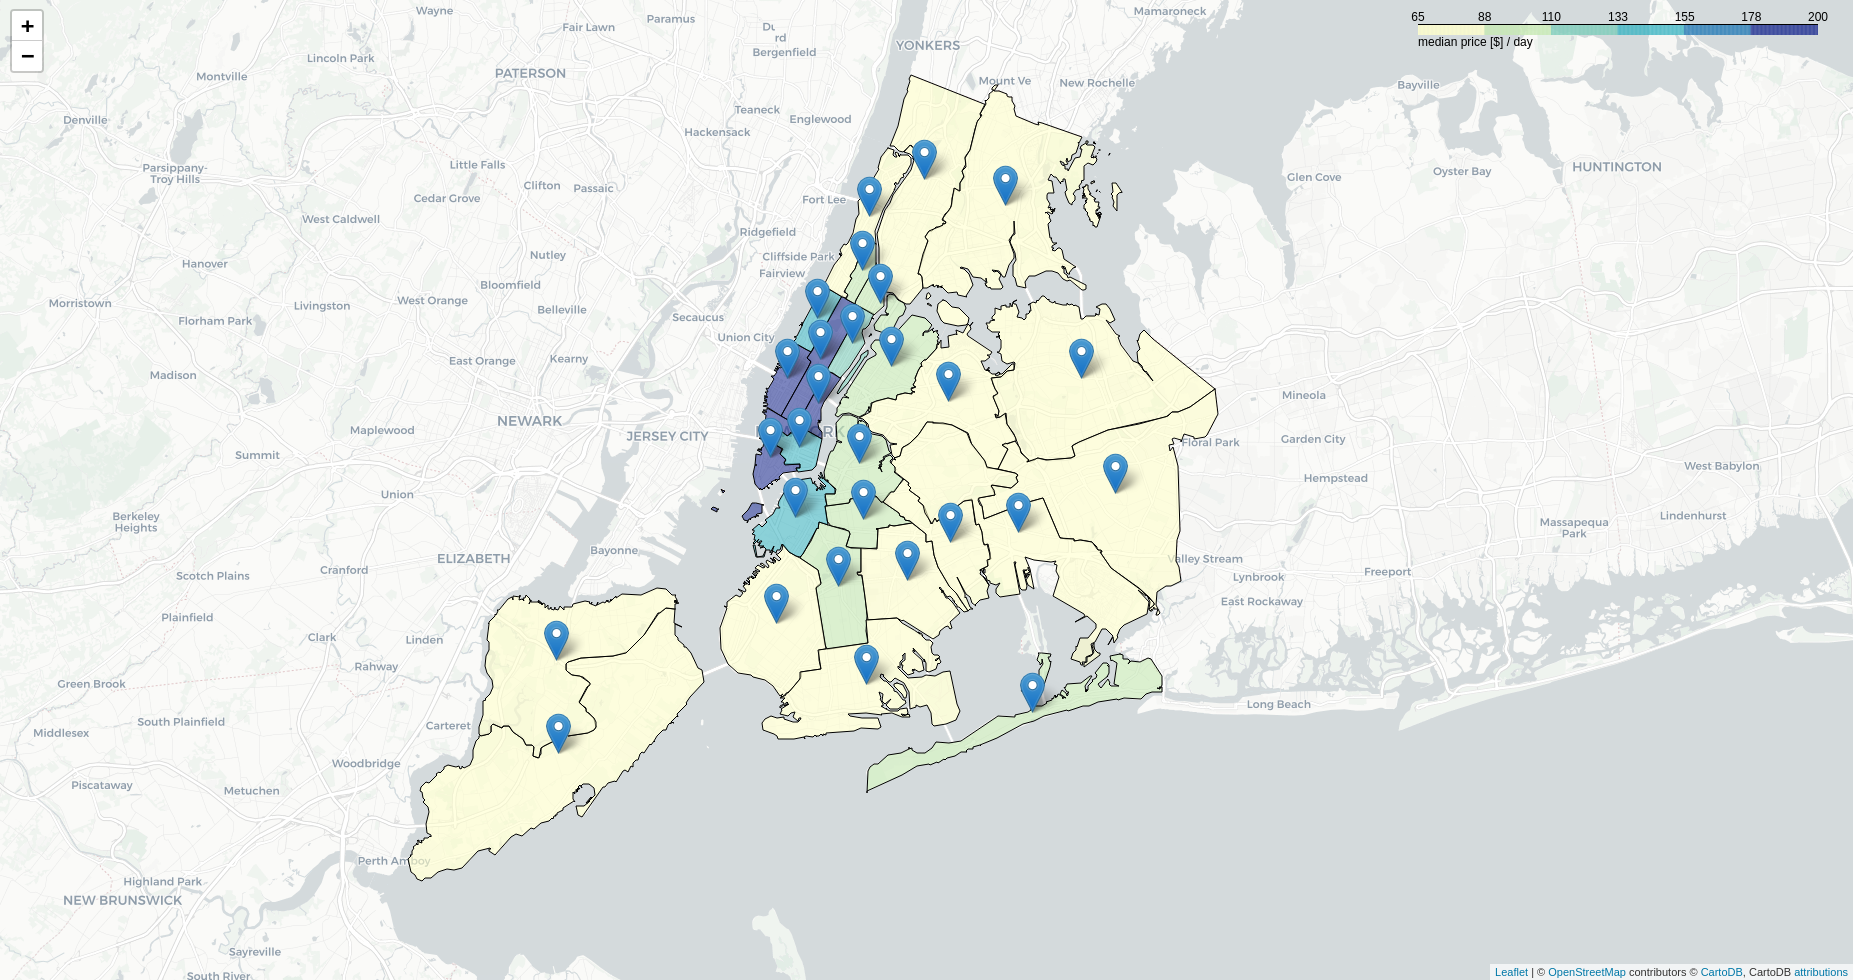 +
−
65 88 110 133 155 178 200
median price [$] / day
Wayne
Paramus
Mamaroneck
Fair Lawn
Du
rd
Bergenfield
YONKERS
Lincoln Park
PATERSON
Montville
Mount Ve
New Rochelle
Bayville
Teaneck
Englewood
Denville
Hackensack
Little Falls
Parsippany-
Troy Hills
HUNTINGTON
Oyster Bay
Glen Cove
Clifton
Passaic
Cedar Grove
Fort Lee
West Caldwell
Ridgefield
Nutley
Cliffside Park
Hanover
Fairview
Bloomfield
Morristown
Livingston
West Orange
Belleville
Secaucus
Florham Park
Union City
East Orange
Kearny
Madison
Mineola
NEWARK
Maplewood
JERSEY CITY
RK
Floral Park
Garden City
Summit
West Babylon
Hempstead
Union
Berkeley
Heights
Massapequa
Park
Lindenhurst
Bayonne
ELIZABETH
Valley Stream
Cranford
Scotch Plains
Lynbrook
Freeport
East Rockaway
Plainfield
Clark
Linden
Rahway
Green Brook
Long Beach
South Plainfield
Carteret
Middlesex
Woodbridge
Piscataway
Metuchen
Perth Amboy
Highland Park
NEW BRUNSWICK
Sayreville
South River
Leaflet | © OpenStreetMap contributors © CartoDB, CartoDB attributions